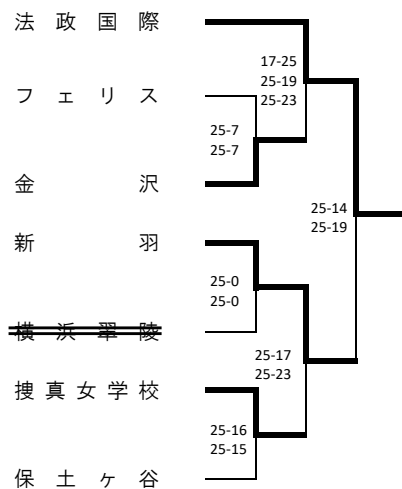 法政国際
17-25
25-19
25-23
フェリス
25-7
25-7
金沢
25-14
25-19
新羽
25-0
25-0
横浜翠陵
25-17
25-23
捜真女学校
25-16
25-15
保土ヶ谷